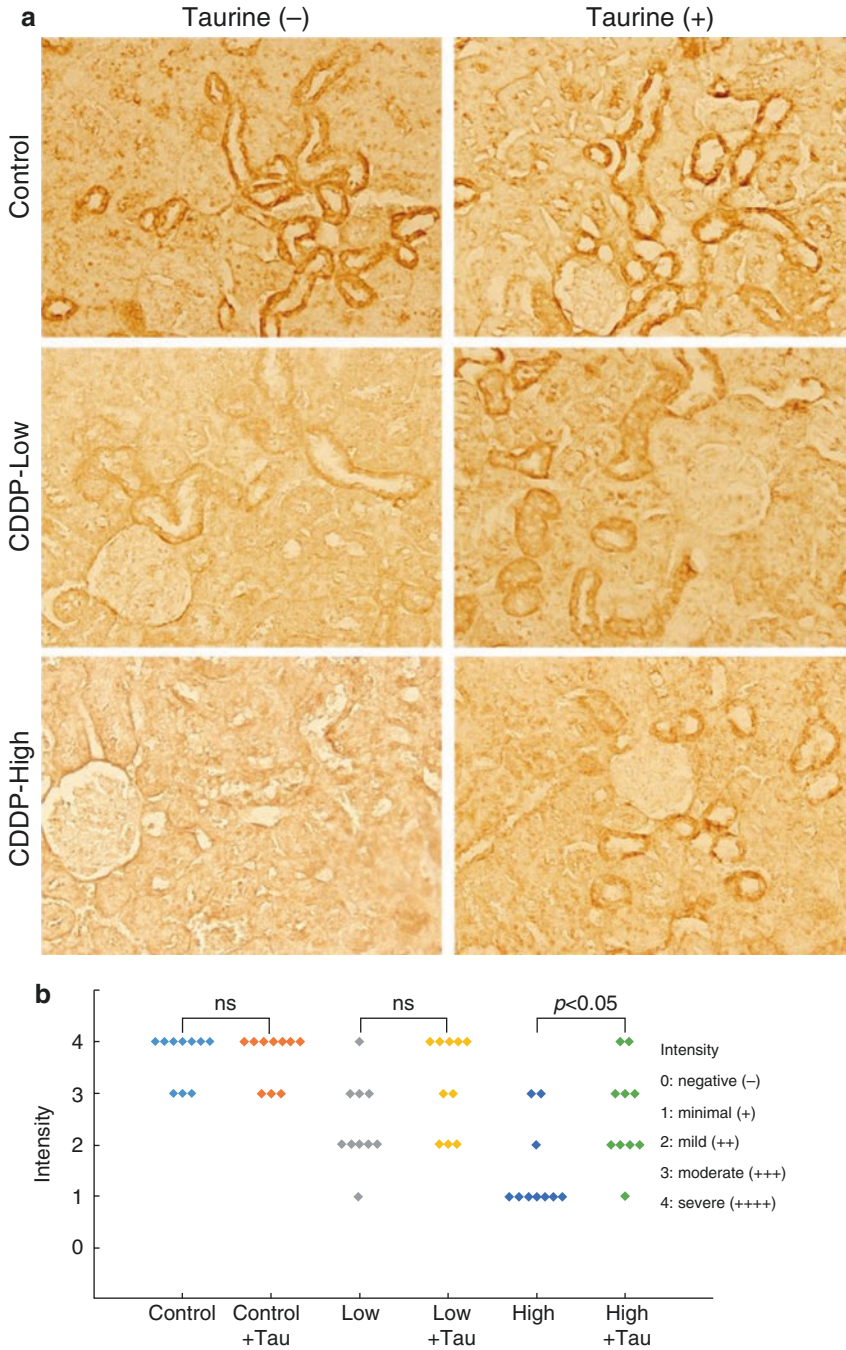 a
Taurine (–)
Taurine (+)
Control
CDDP-Low
CDDP-High
b
ns
ns
p<0.05
4
3
2
1
0
Intensity
Intensity
0: negative (–)
1: minimal (+)
2: mild (++)
3: moderate (+++)
4: severe (++++)
Control
Control
+Tau
Low
Low
+Tau
High
High
+Tau